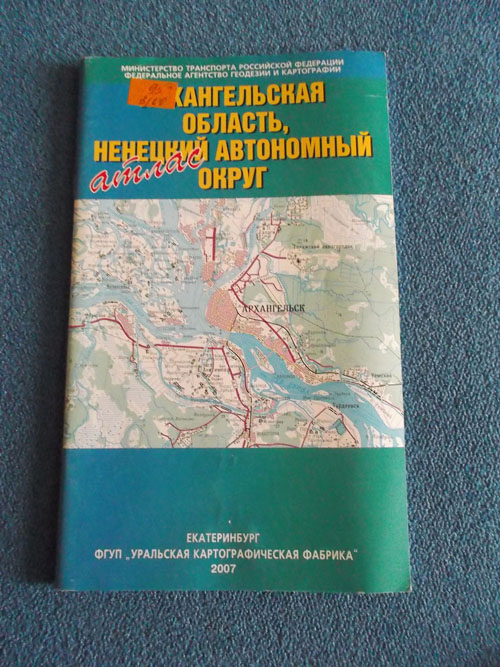 МИНИСТЕРСТВО ТРАНСПОРТА РОССИЙСКОЙ ФЕДЕРАЦИИ
ФЕДЕРАЛЬНОЕ АГЕНТСТВО ГЕОДЕЗИИ И КАРТОГРАФИИ
ХАНГЕЛЬСКАЯ
ОБЛАСТЬ,
НЕНЕЦКИЙ АВТОНОМНЫЙ
атлас
ОКРУГ
АРХАНГЕЛЬСК
ЕКАТЕРИНБУРГ
ФГУП „УРАЛЬСКАЯ КАРТОГРАФИЧЕСКАЯ ФАБРИКА"
2007